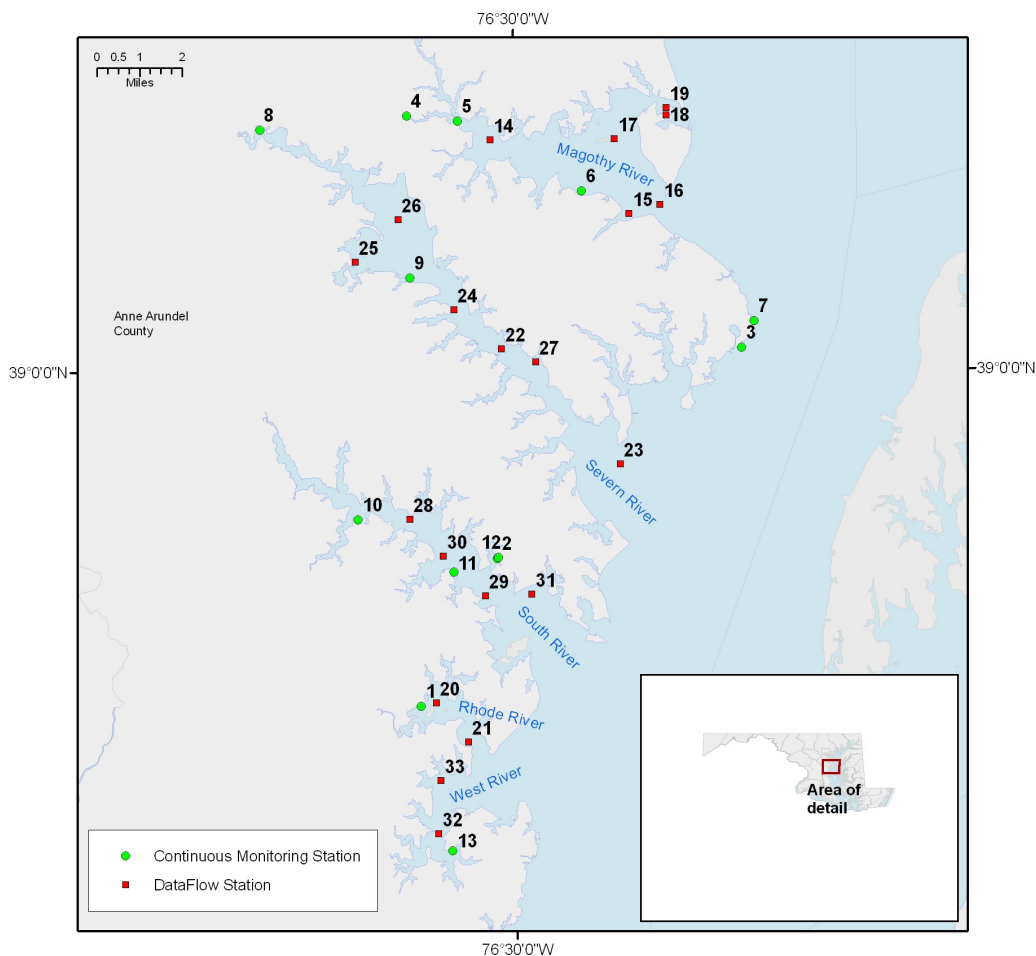 76°30'0"W
0 0.5 1 2
Miles
19
4
5
18
8
14
17
Magothy River
6
16
15
26
25
9
7
24
Anne Arundel
County
3
22
27
39°0'0"N
39°0'0"N
23
Severn River
10
28
30
122
11
29
31
South River
1
20
Rhode River
21
33
West River
Area of
detail
32
13
Continuous Monitoring Station
DataFlow Station
76°30'0"W